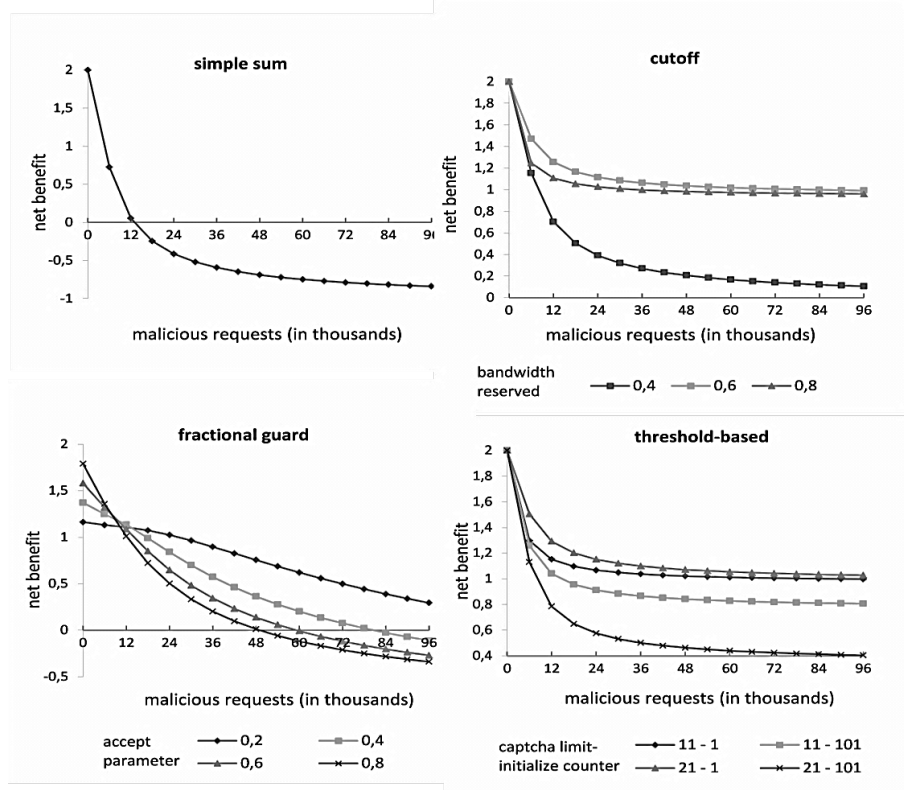 simple sum
2
1,5
1
0,5
0
-0,5
-1
0 12 24 36 48 60 72 84 96
net benefit
malicious requests (in thousands)
cutoff
2
1,8
1,6
1,4
1,2
1
0,8
0,6
0,4
0,2
0
0 12 24 36 48 60 72 84 96
net benefit
malicious requests (in thousands)
bandwidth
reserved
0,4 0,6 0,8
fractional guard
2
1,5
1
0,5
0
-0,5
0 12 24 36 48 60 72 84 96
net benefit
malicious requests (in thousands)
accept
parameter
0,2 0,4
0,6 0,8
threshold-based
2
1,8
1,6
1,4
1,2
1
0,8
0,6
0,4
0 12 24 36 48 60 72 84 96
net benefit
malicious requests (in thousands)
captcha limit-
initialize counter
11 - 1 11 - 101
21 - 1 21 - 101